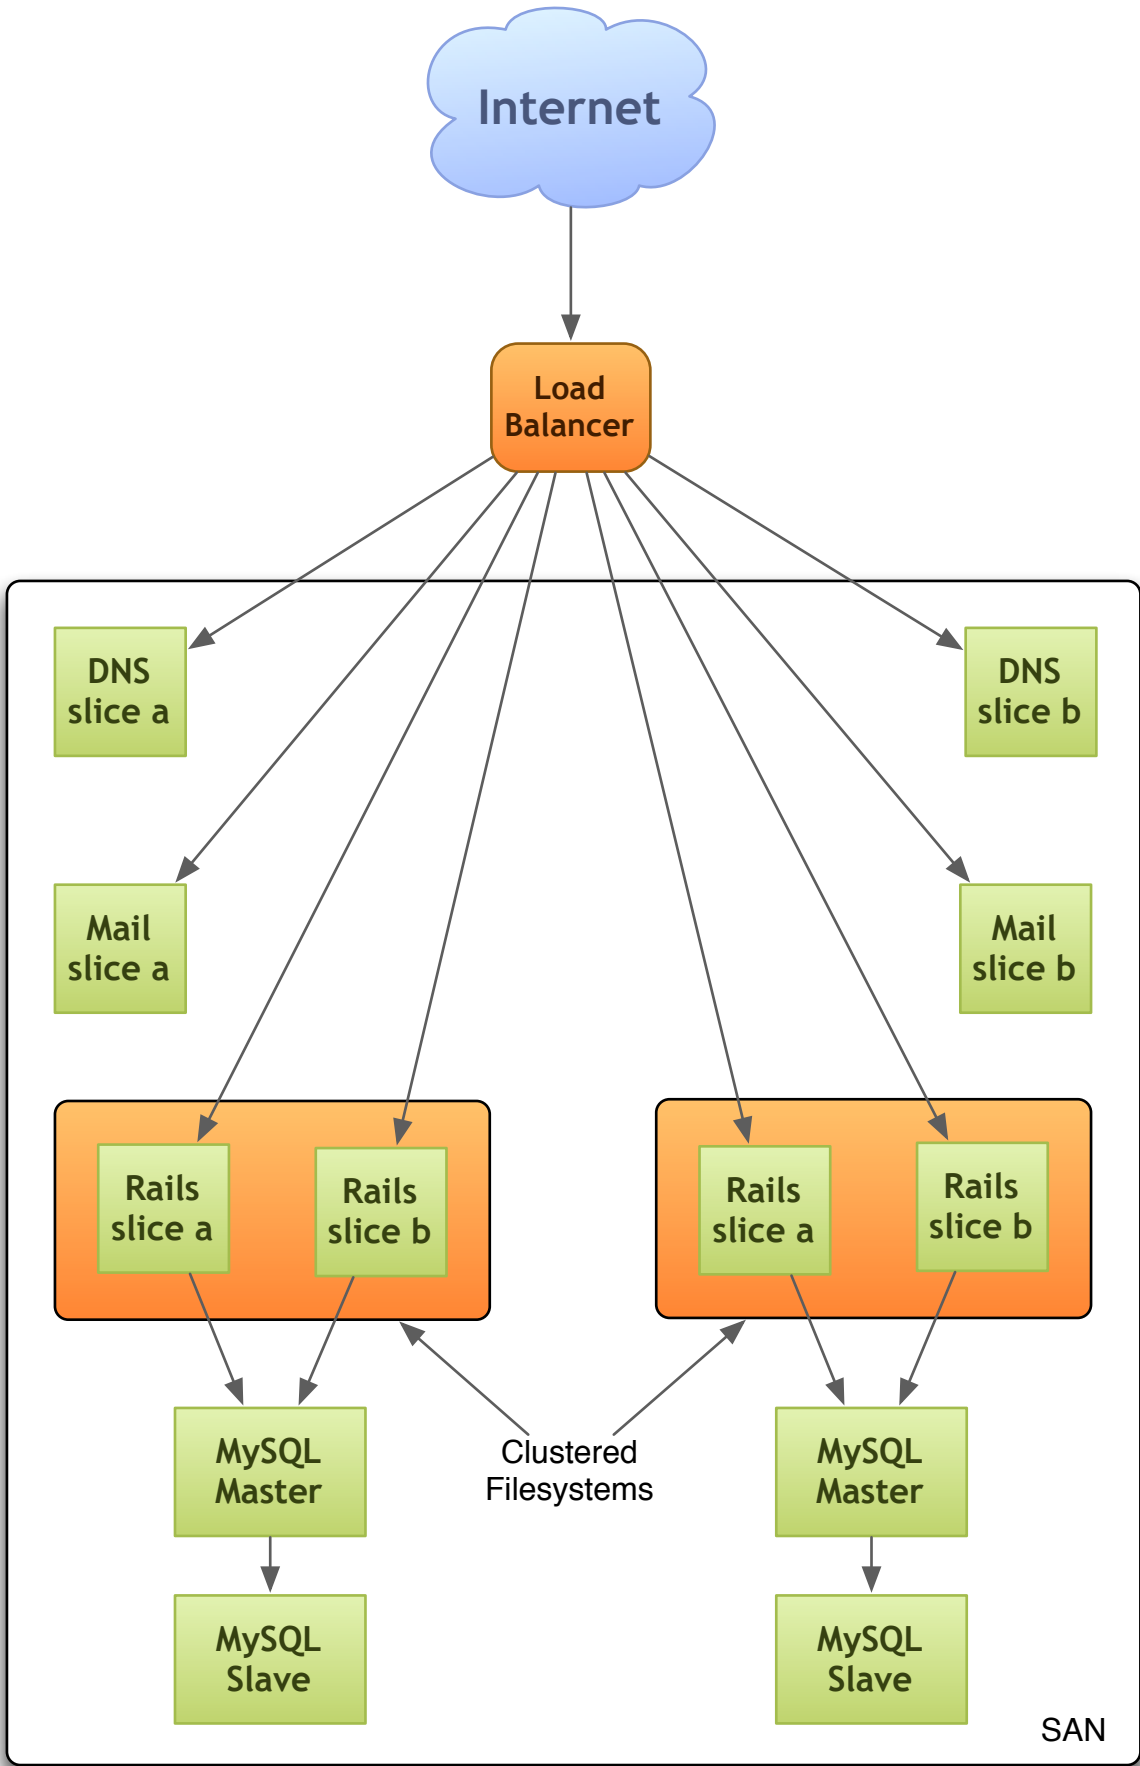 Internet
Load
Balancer
DNS
slice a
DNS
slice b
Mail
slice a
Mail
slice b
Rails
slice a
Rails
slice b
Rails
slice a
Rails
slice b
MySQL
Master
Clustered
Filesystems
MySQL
Master
MySQL
Slave
MySQL
Slave
SAN